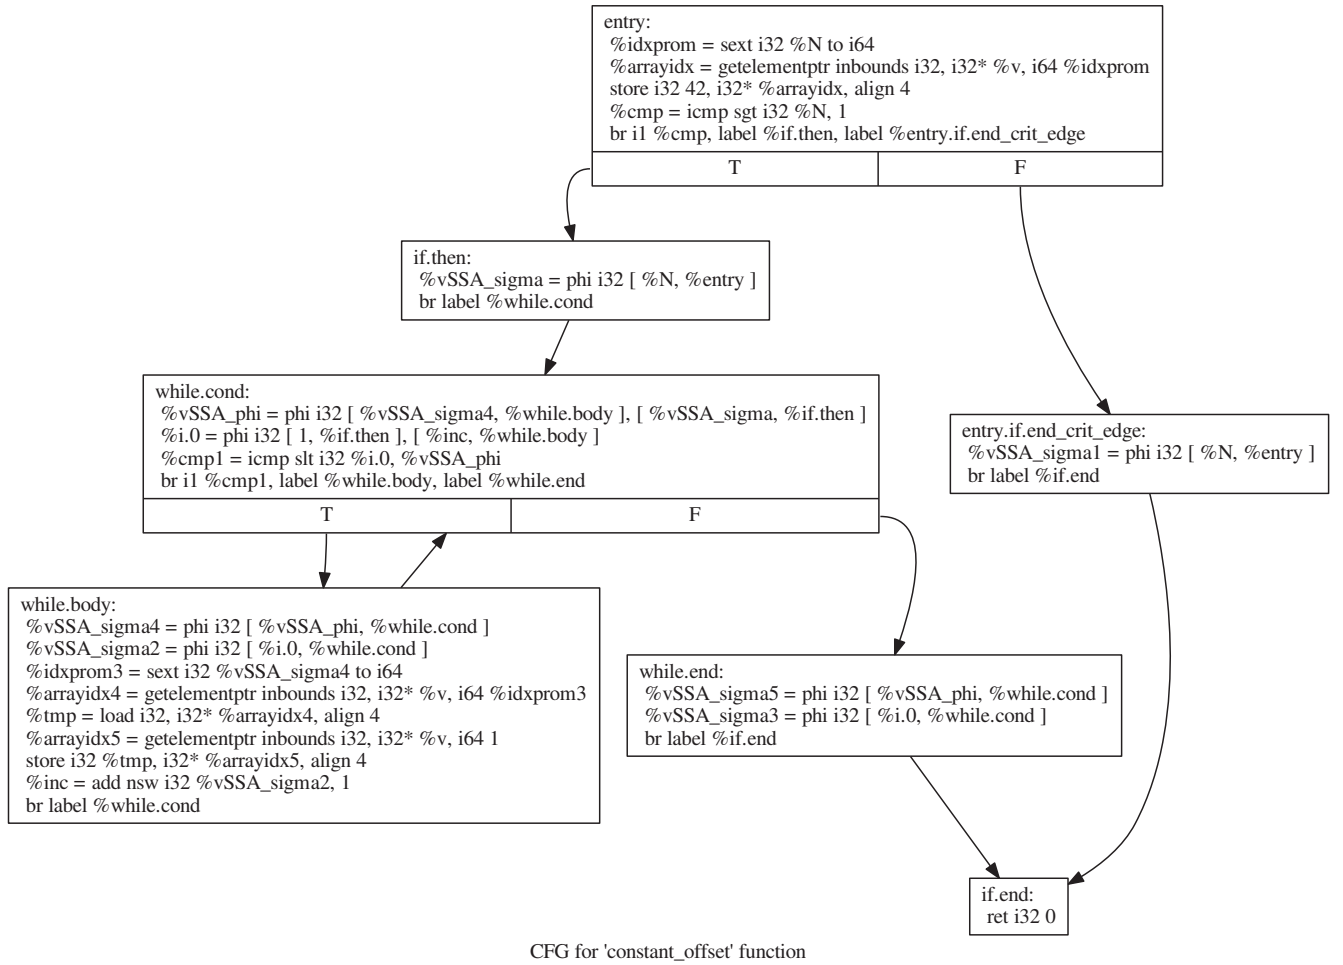 entry:
%idxprom = sext i32 %N to i64
%arrayidx = getelementptr inbounds i32, i32* %v, i64 %idxprom
store i32 42, i32* %arrayidx, align 4
%cmp = icmp sgt i32 %N, 1
br i1 %cmp, label %if.then, label %entry.if.end_crit_edge
T
F
if.then:
%vSSA_sigma = phi i32 [ %N, %entry ]
br label %while.cond
while.cond:
%vSSA_phi = phi i32 [ %vSSA_sigma4, %while.body ], [ %vSSA_sigma, %if.then ]
%i.0 = phi i32 [ 1, %if.then ], [ %inc, %while.body ]
%cmp1 = icmp slt i32 %i.0, %vSSA_phi
br i1 %cmp1, label %while.body, label %while.end
T
F
entry.if.end_crit_edge:
%vSSA_sigma1 = phi i32 [ %N, %entry ]
br label %if.end
while.body:
%vSSA_sigma4 = phi i32 [ %vSSA_phi, %while.cond ]
%vSSA_sigma2 = phi i32 [ %i.0, %while.cond ]
%idxprom3 = sext i32 %vSSA_sigma4 to i64
%arrayidx4 = getelementptr inbounds i32, i32* %v, i64 %idxprom3
%tmp = load i32, i32* %arrayidx4, align 4
%arrayidx5 = getelementptr inbounds i32, i32* %v, i64 1
store i32 %tmp, i32* %arrayidx5, align 4
%inc = add nsw i32 %vSSA_sigma2, 1
br label %while.cond
while.end:
%vSSA_sigma5 = phi i32 [ %vSSA_phi, %while.cond ]
%vSSA_sigma3 = phi i32 [ %i.0, %while.cond ]
br label %if.end
if.end:
ret i32 0
CFG for 'constant_offset' function